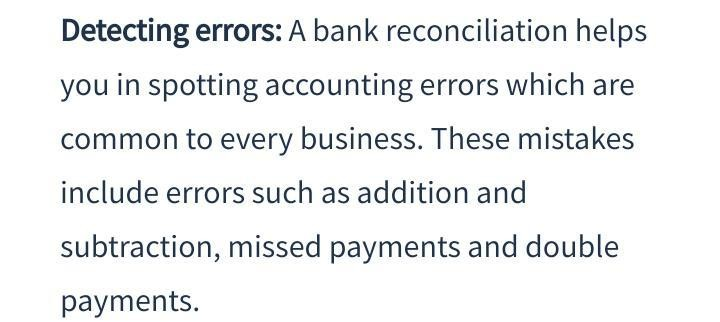 Detecting errors: A bank reconciliation helps
you in spotting accounting errors which are
common to every business. These mistakes
include errors such as addition and
subtraction, missed payments and double
payments.